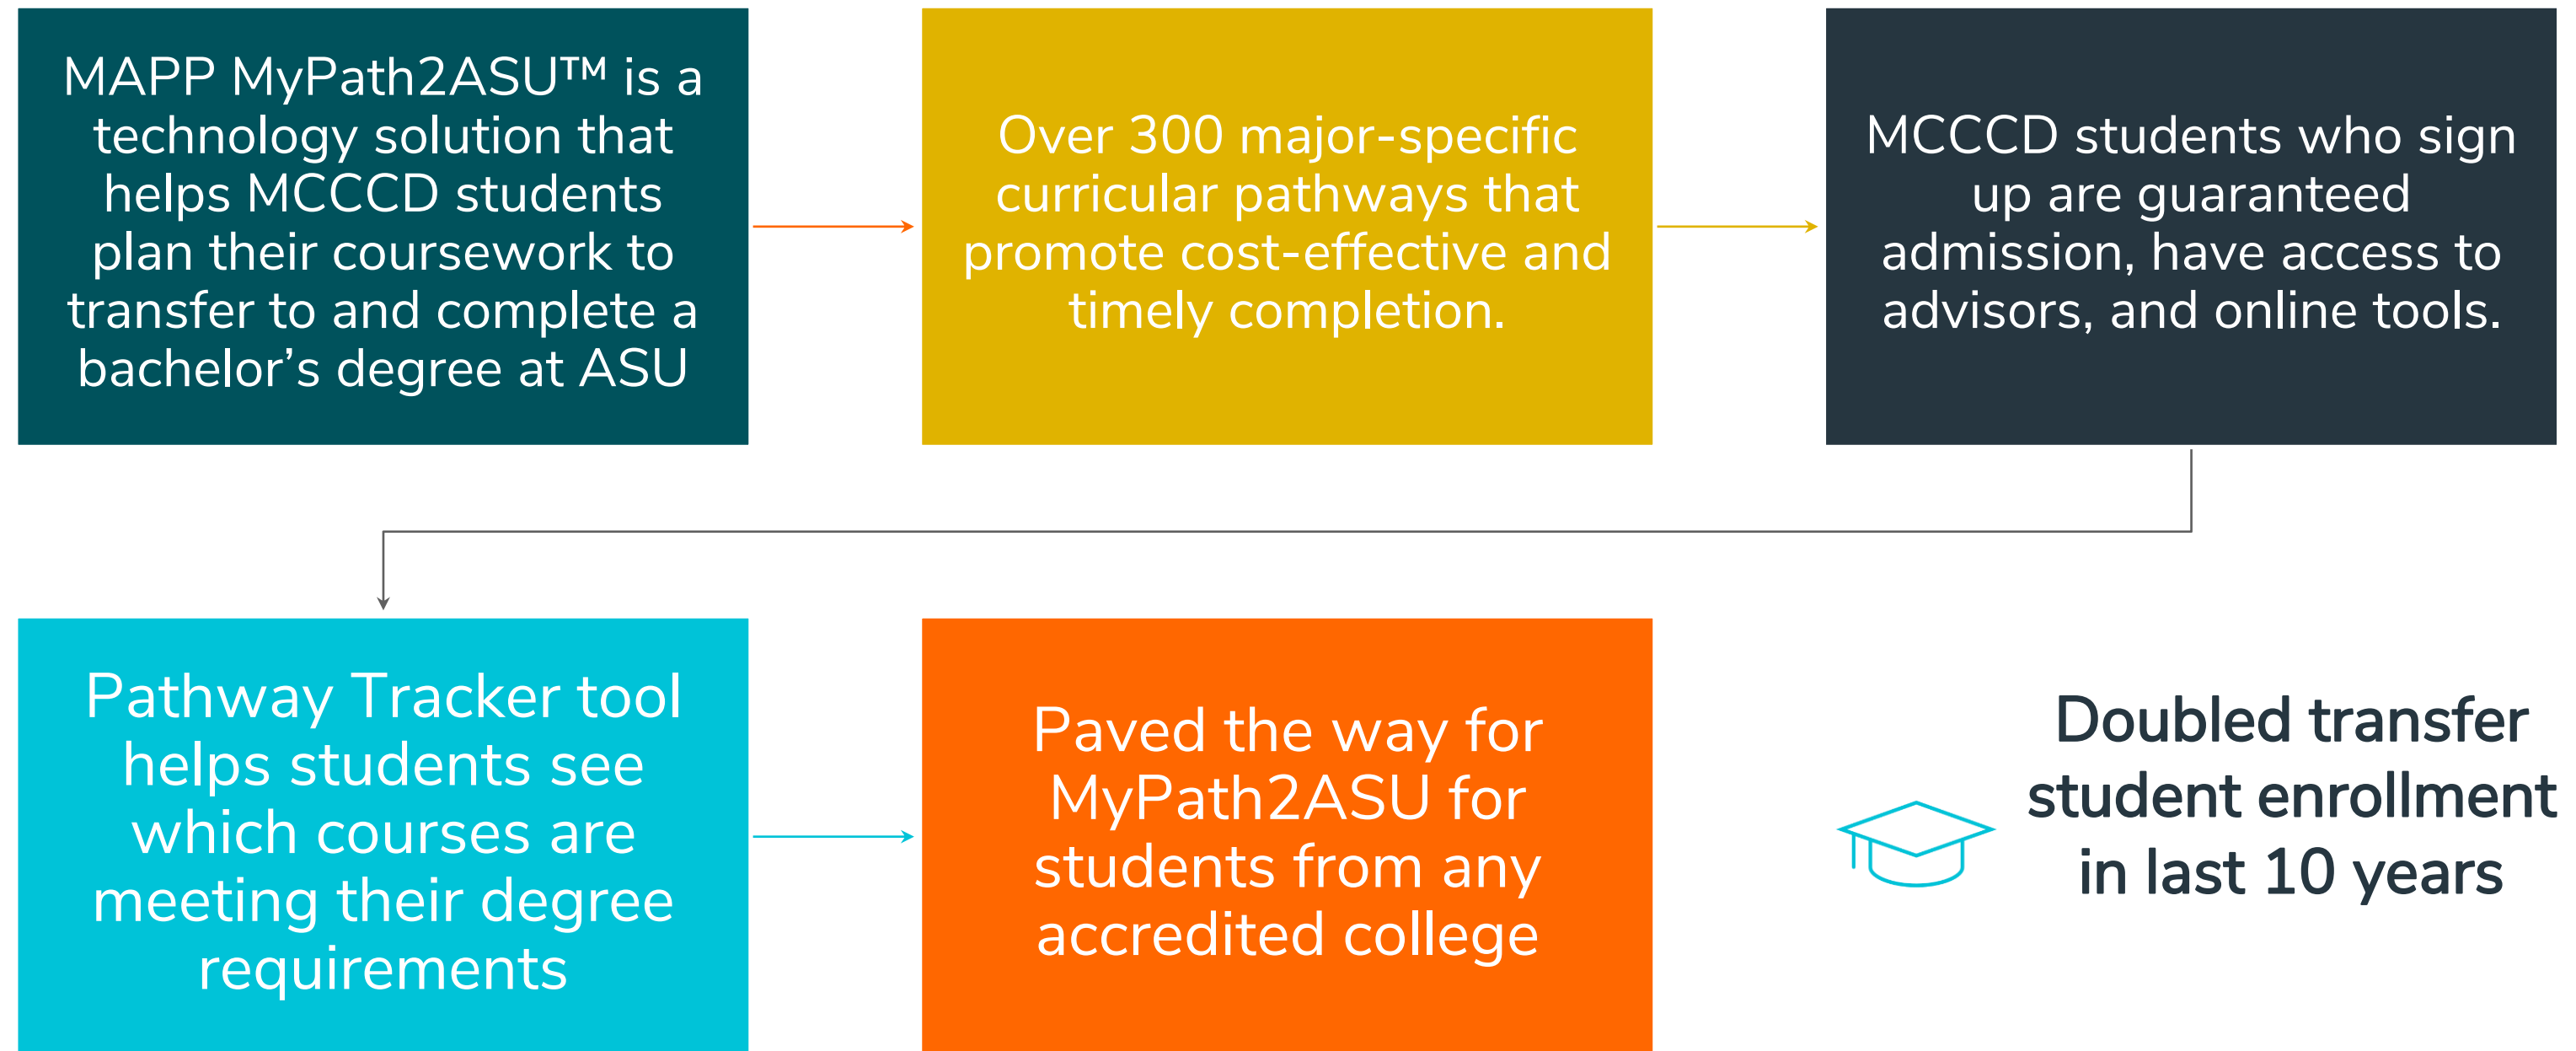 MAPP MyPath2ASU™ is a
technology solution that
helps MCCCD students
plan their coursework to
transfer to and complete a
bachelor’s degree at ASU
Over 300 major-specific
curricular pathways that
promote cost-effective and
timely completion.
MCCCD students who sign
up are guaranteed
admission, have access to
advisors, and online tools.
Pathway Tracker tool
helps students see
which courses are
meeting their degree
requirements
Paved the way for
MyPath2ASU for
students from any
accredited college
Doubled transfer
student enrollment
in last 10 years